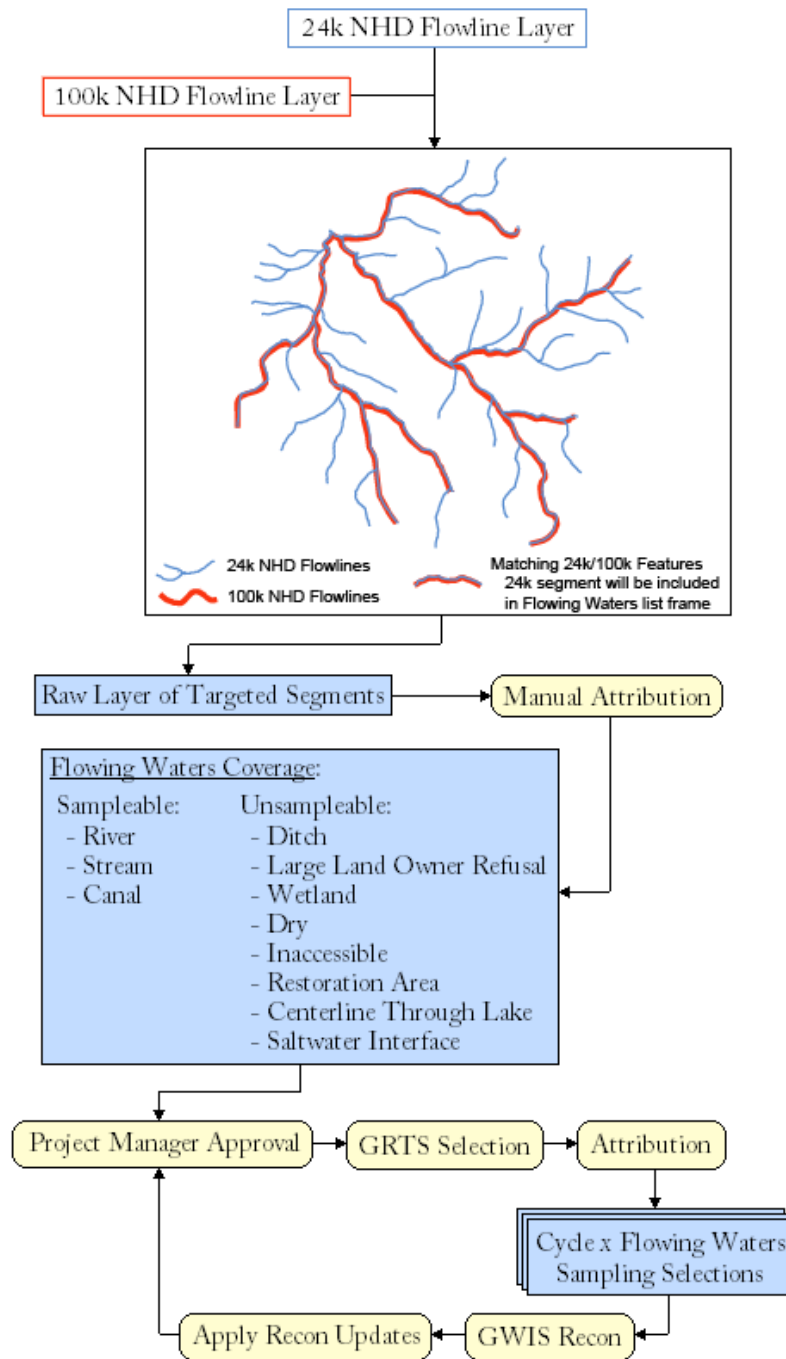 24k NHD Flowline Layer
100k NHD Flowline Layer
24k NHD Flowlines
100k NHD Flowlines
Matching 24k/100k Features
24k segment will be included
in Flowing Waters list frame
Raw Layer of Targeted Segments
Manual Attribution
Flowing Waters Coverage:
Sampleable:
- River
- Stream
- Canal
Unsampleable:
- Ditch
- Large Land Owner Refusal
- Wetland
- Dry
- Inaccessible
- Restoration Area
- Centerline Through Lake
- Saltwater Interface
Project Manager Approval
GRTS Selection
Attribution
Cycle x Flowing Waters
Sampling Selections
GWIS Recon
Apply Recon Updates